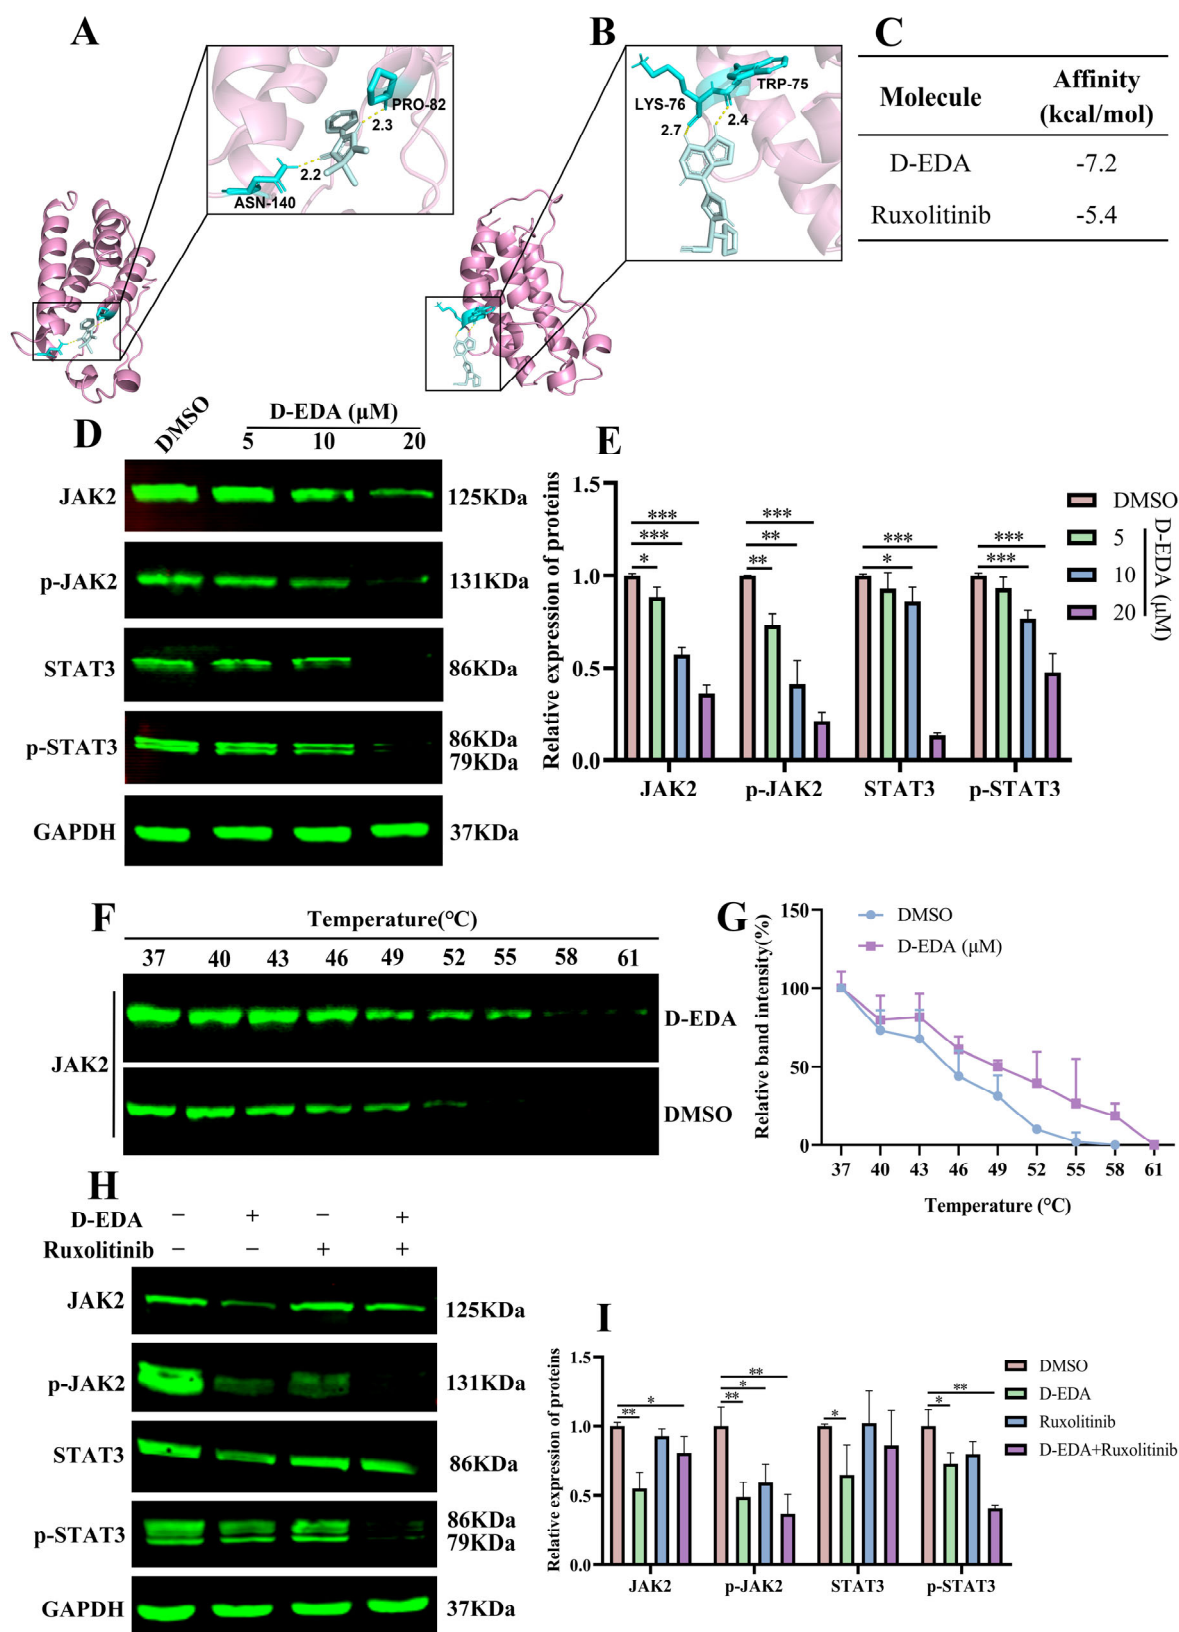 A
PRO-82
2.3
2.2
ASN-140
B
TRP-75
LYS-76
2.4
2.7
C
Molecule Affinity (kcal/mol)
D-EDA -7.2
Ruxolitinib -5.4
D
DMSO
D-EDA (μM)
5 10 20
JAK2 125KDa
p-JAK2 131KDa
STAT3 86KDa
p-STAT3 86KDa
79KDa
GAPDH 37KDa
E
Relative expression of proteins
1.5
1.0
0.5
0.0
*** *** *
*** ** **
*** *
*** ***
JAK2 p-JAK2 STAT3 p-STAT3
DMSO
5
10
20
D-EDA (μM)
F
Temperature(°C)
37 40 43 46 49 52 55 58 61
JAK2
D-EDA
DMSO
G
Relative band intensity(%)
150
100
50
0
DMSO
D-EDA (μM)
37 40 43 46 49 52 55 58 61
Temperature (°C)
H
D-EDA − + − +
Ruxolitinib − − + +
JAK2 125KDa
p-JAK2 131KDa
STAT3 86KDa
p-STAT3 86KDa
79KDa
GAPDH 37KDa
I
Relative expression of proteins
1.5
1.0
0.5
0.0
* **
** * **
*
** *
JAK2 p-JAK2 STAT3 p-STAT3
DMSO
D-EDA
Ruxolitinib
D-EDA+Ruxolitinib